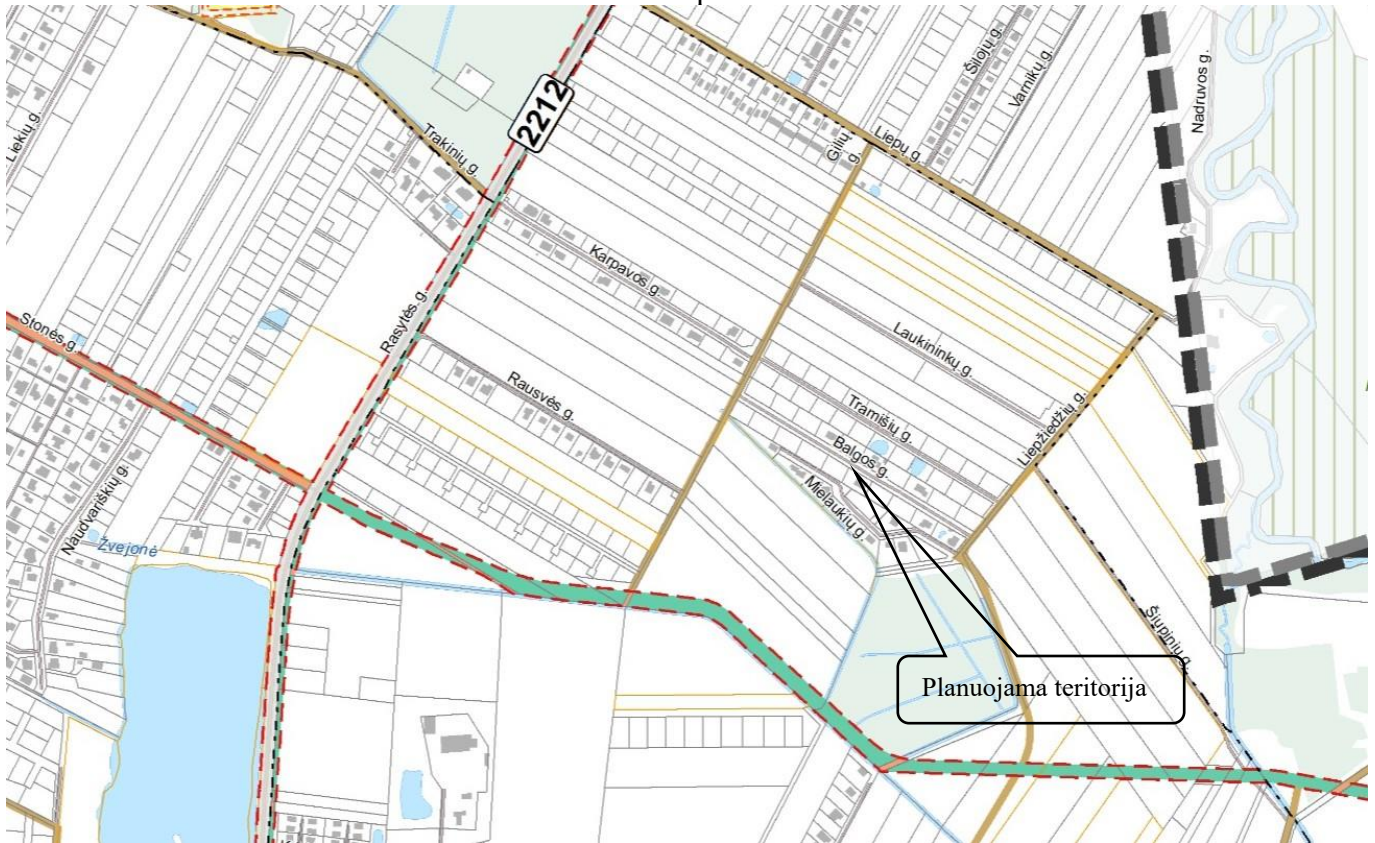 Šilojų g.
Varnikų g.
Nadruvos g.
Liekių g.
2212
Trakinių g.
Gilių g.
Liepų g.
Karpavos g.
Rasytės g.
Stonės g.
Laukininkų g.
Rausvės g.
Tramišių g.
Liepžiedžių g.
Balgos g.
Mielaukių g.
Naudvariškių g.
Žvejonė
Šiupinių g.
Planuojama teritorija